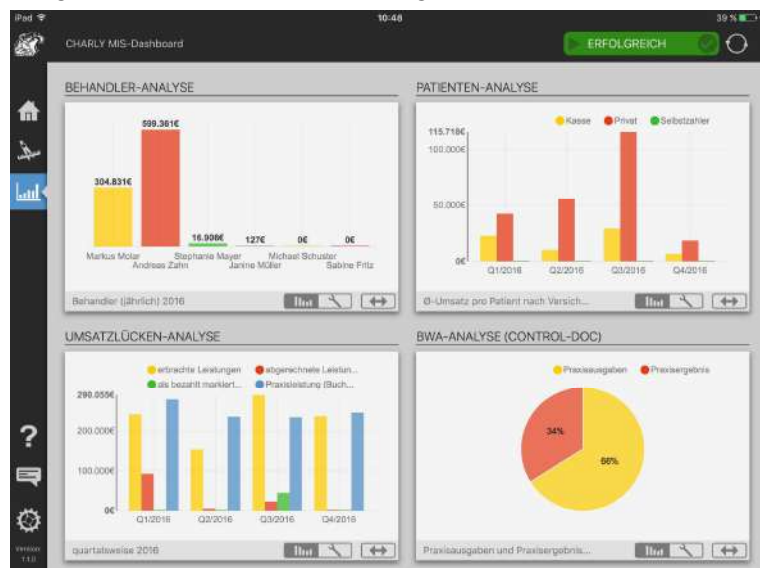 iPad
10:48
39 %
CHARLY MIS-Dashboard
ERFOLGREICH
BEHANDLER-ANALYSE
599.361€
304.831€
16.908€
127€
0€
0€
Markus Molar
Stephanie Mayer
Michael Schuster
Andreas Zahn
Janine Müller
Sabine Fritz
Behandler (jährlich) 2016
PATIENTEN-ANALYSE
Kasse
Privat
Selbstzahler
115.718€
100.000€
50.000€
0€
Q1/2016
Q2/2016
Q3/2016
Q4/2016
Ø-Umsatz pro Patient nach Versich...
UMSATZLÜCKEN-ANALYSE
erbrachte Leistungen
abgerechnete Leistun...
als bezahlt markiert...
Praxisleistung (Buch...
290.055€
200.000€
100.000€
0€
Q1/2016
Q2/2016
Q3/2016
Q4/2016
quartalsweise 2016
BWA-ANALYSE (CONTROL-DOC)
Praxisausgaben
Praxisergebnis
34%
66%
Praxisausgaben und Praxisergebnis...
?
Version
1.1.0